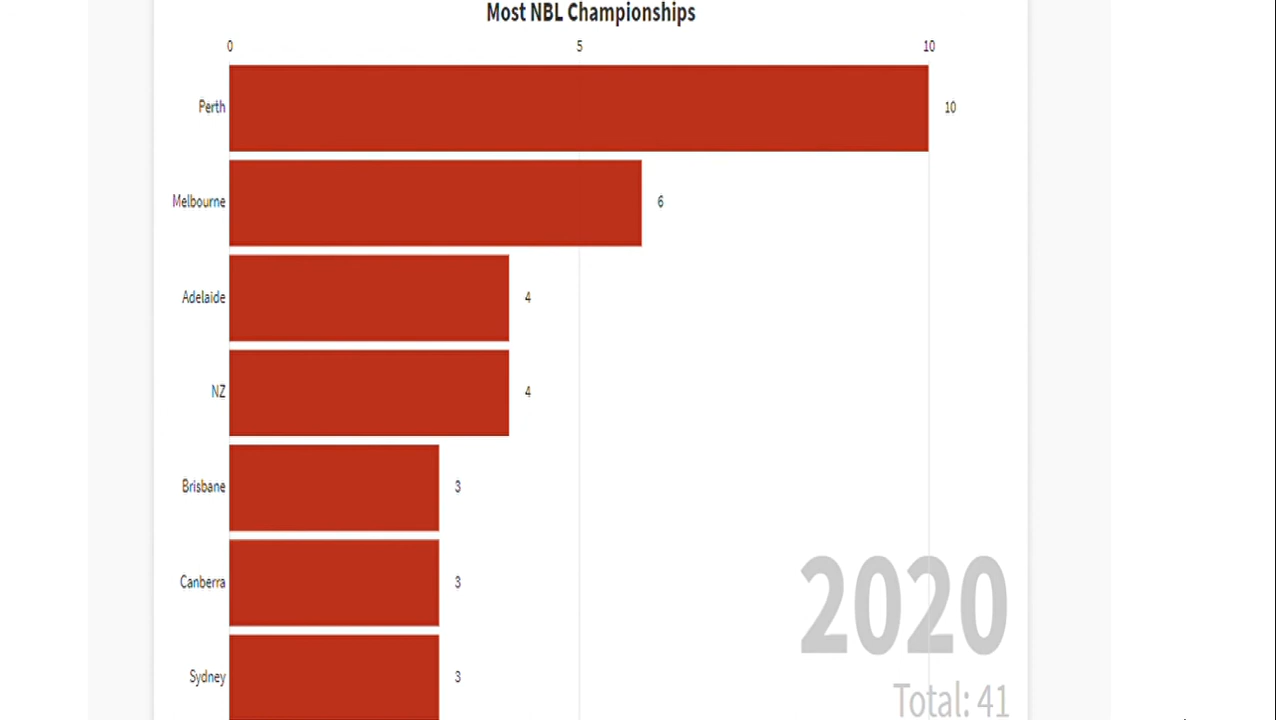 Most NBL Championships
0 5 10
Perth 10
Melbourne 6
Adelaide 4
NZ 4
Brisbane 3
Canberra 3
Sydney 3
2020
Total: 41